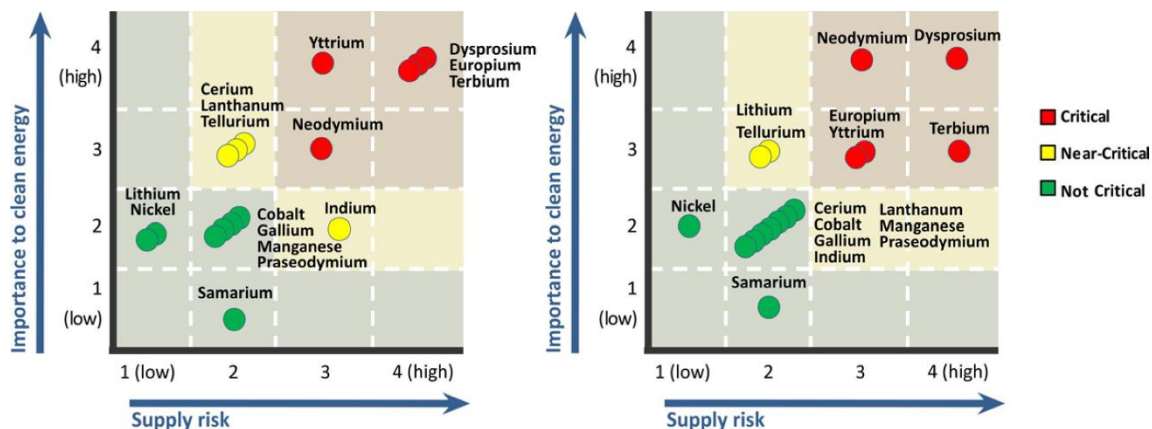 Importance to clean energy
4
(high)
3
2
1
(low)
Yttrium
Dysprosium
Europium
Terbium
Cerium
Lanthanum
Tellurium
Neodymium
Lithium
Nickel
Cobalt
Gallium
Manganese
Praseodymium
Indium
Samarium
1 (low)
2
3
4 (high)
Supply risk
Importance to clean energy
4
(high)
3
2
1
(low)
Neodymium
Dysprosium
Lithium
Tellurium
Europium
Yttrium
Terbium
Nickel
Cerium
Cobalt
Gallium
Indium
Lanthanum
Manganese
Praseodymium
Samarium
1 (low)
2
3
4 (high)
Supply risk
Critical
Near-Critical
Not Critical